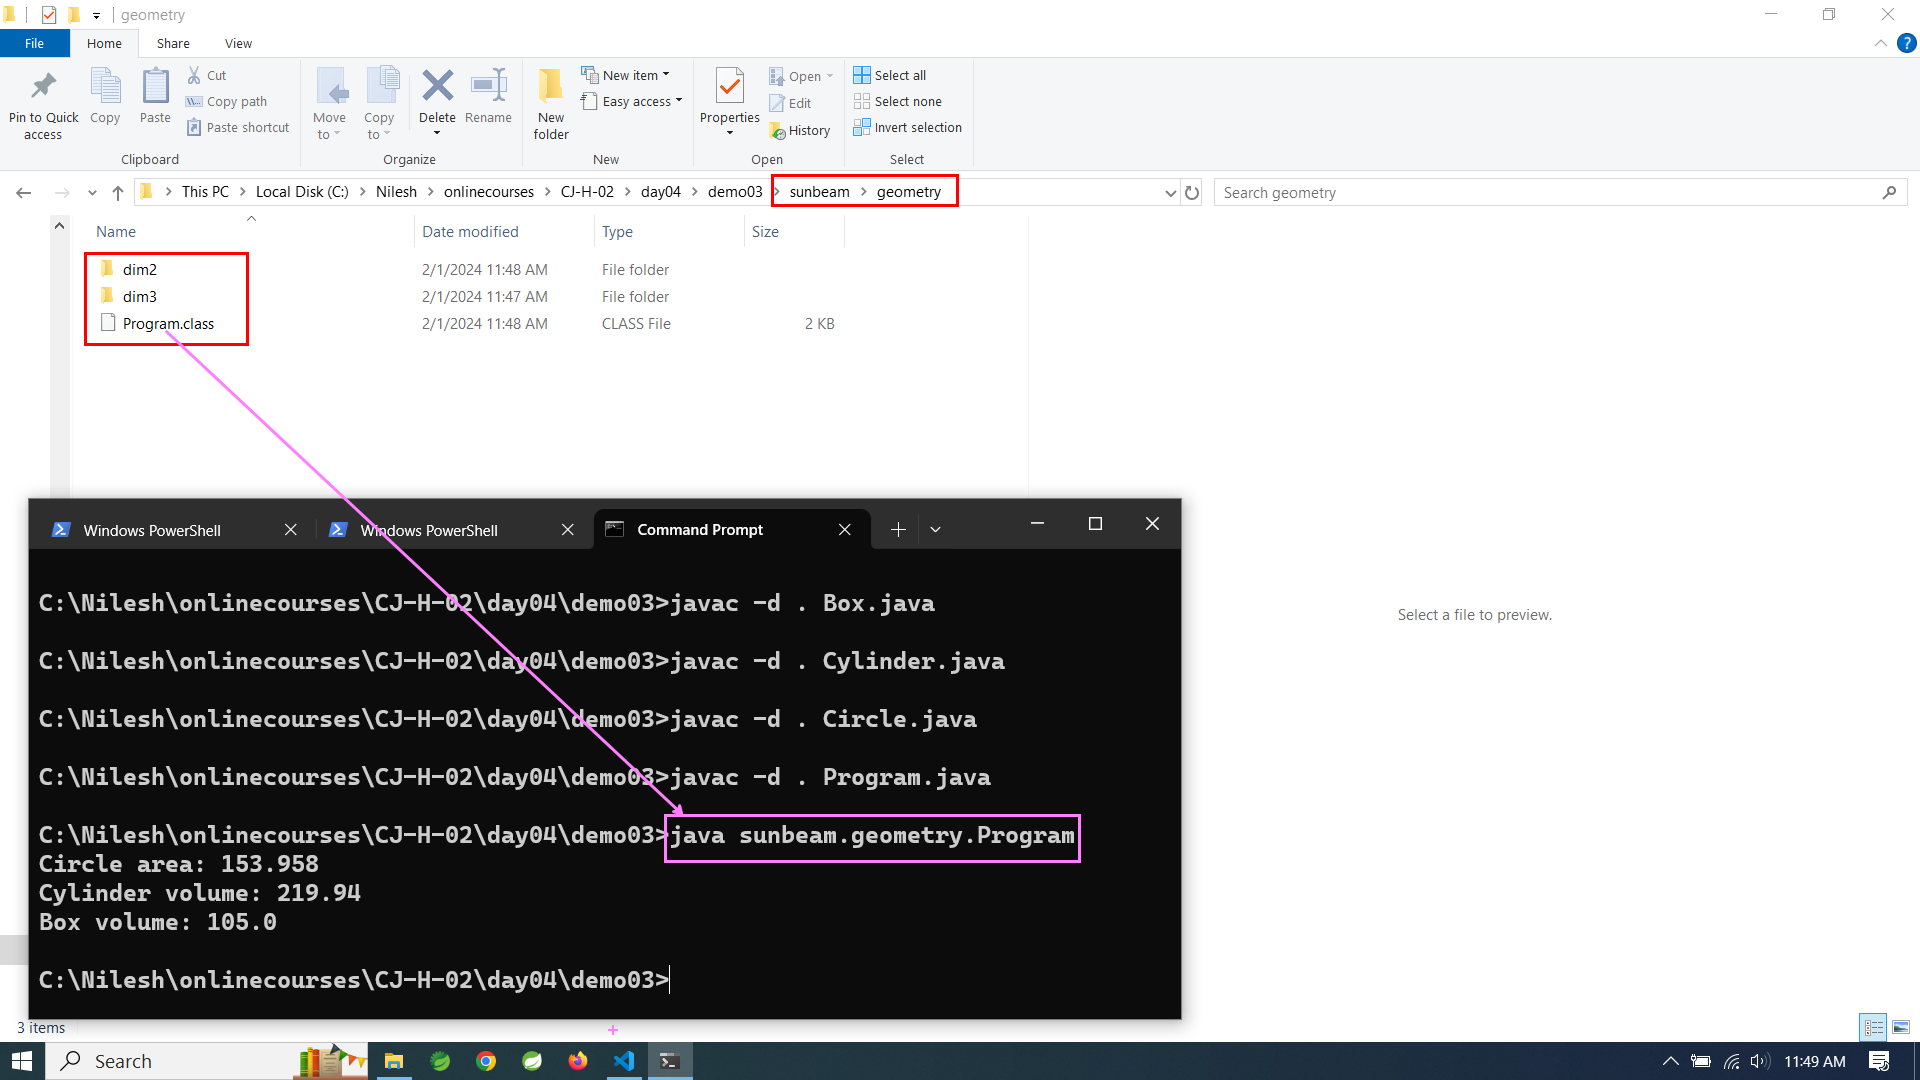 geometry
File Home Share View
Pin to Quick access
Copy
Paste
Cut
Copy path
Paste shortcut
Clipboard
Move to
Copy to
Delete
Rename
Organize
New folder
New item
Easy access
New
Properties
Open
Edit
History
Open
Select all
Select none
Invert selection
Select
This PC > Local Disk (C:) > Nilesh > onlinecourses > CJ-H-02 > day04 > demo03 > sunbeam > geometry
Search geometry
Name Date modified Type Size
dim2 2/1/2024 11:48 AM File folder
dim3 2/1/2024 11:47 AM File folder
Program.class 2/1/2024 11:48 AM CLASS File 2 KB
Select a file to preview.
Windows PowerShell Windows PowerShell Command Prompt
C:\Nilesh\onlinecourses\CJ-H-02\day04\demo03>javac -d . Box.java
C:\Nilesh\onlinecourses\CJ-H-02\day04\demo03>javac -d . Cylinder.java
C:\Nilesh\onlinecourses\CJ-H-02\day04\demo03>javac -d . Circle.java
C:\Nilesh\onlinecourses\CJ-H-02\day04\demo03>javac -d . Program.java
C:\Nilesh\onlinecourses\CJ-H-02\day04\demo03>java sunbeam.geometry.Program
Circle area: 153.958
Cylinder volume: 219.94
Box volume: 105.0
C:\Nilesh\onlinecourses\CJ-H-02\day04\demo03>
3 items
Search
11:49 AM